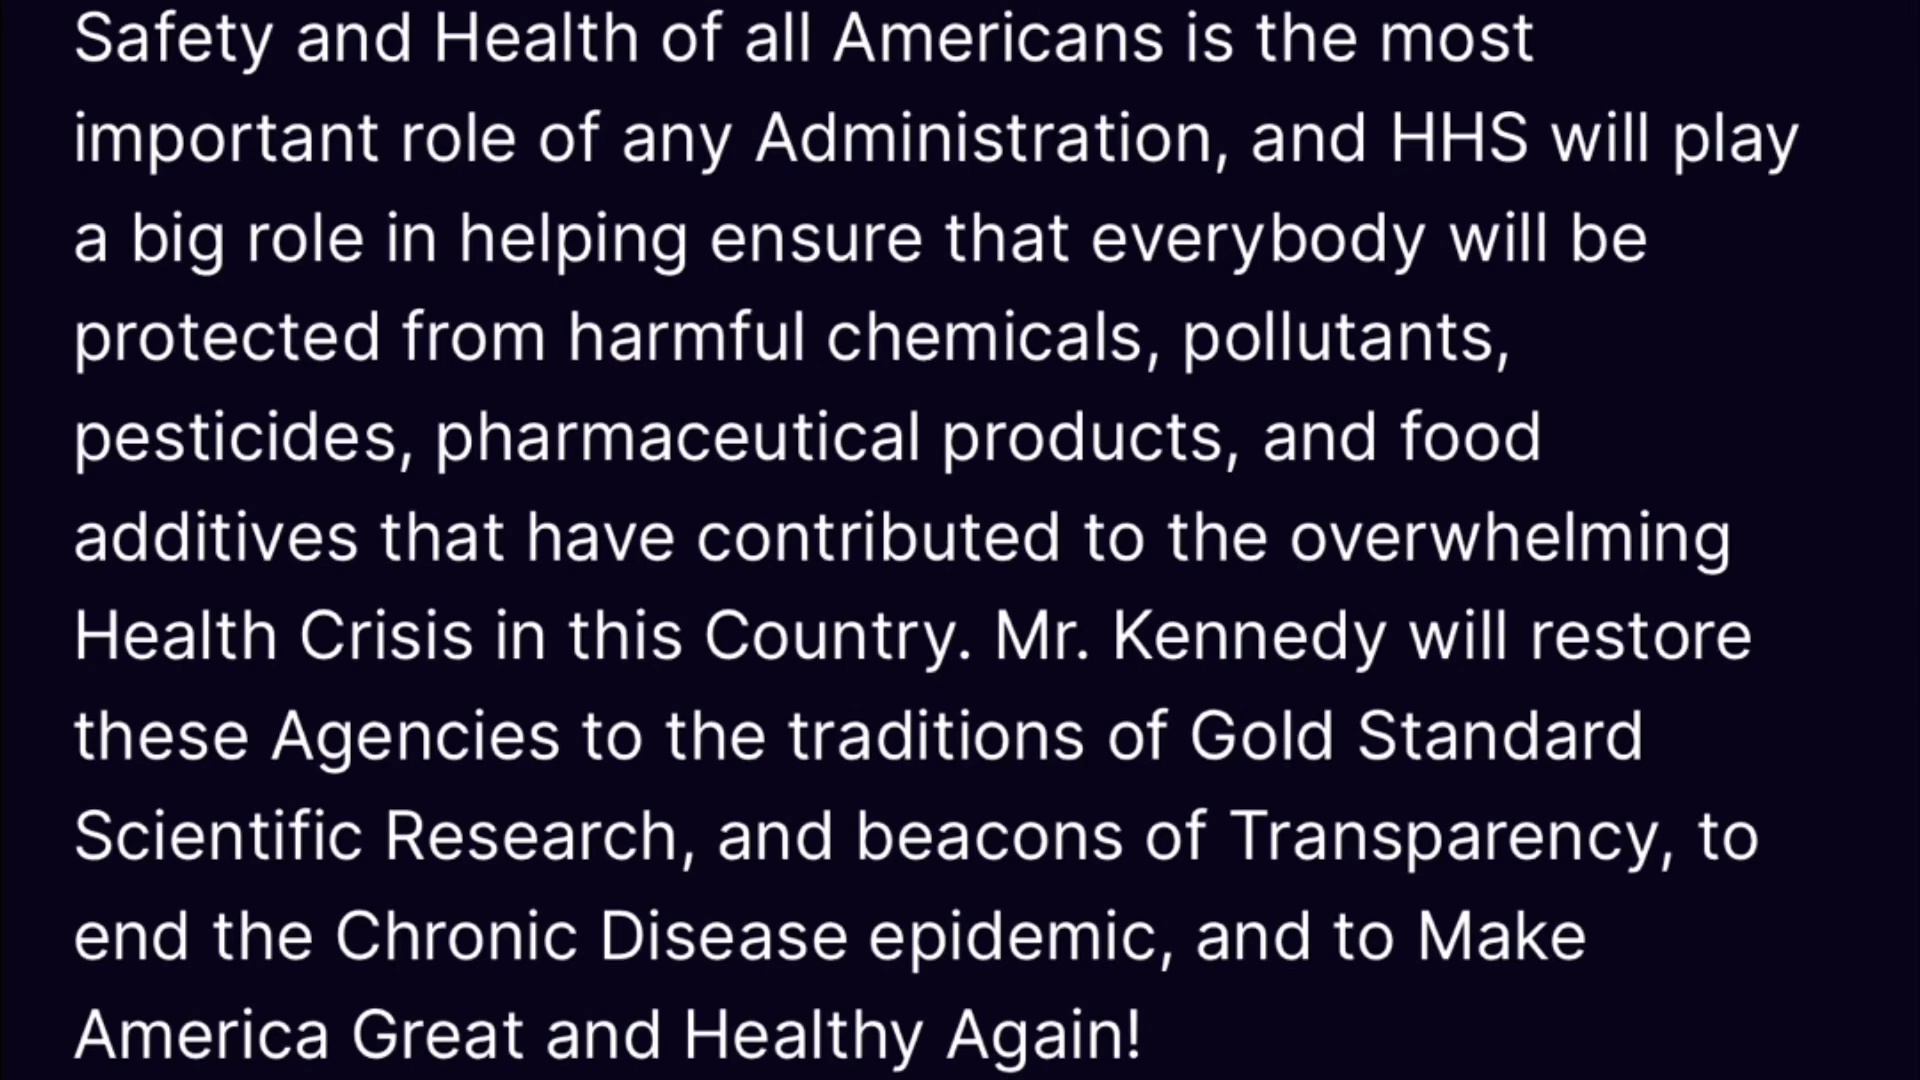 Safety and Health of all Americans is the most
important role of any Administration, and HHS will play
a big role in helping ensure that everybody will be
protected from harmful chemicals, pollutants,
pesticides, pharmaceutical products, and food
additives that have contributed to the overwhelming
Health Crisis in this Country. Mr. Kennedy will restore
these Agencies to the traditions of Gold Standard
Scientific Research, and beacons of Transparency, to
end the Chronic Disease epidemic, and to Make
America Great and Healthy Again!